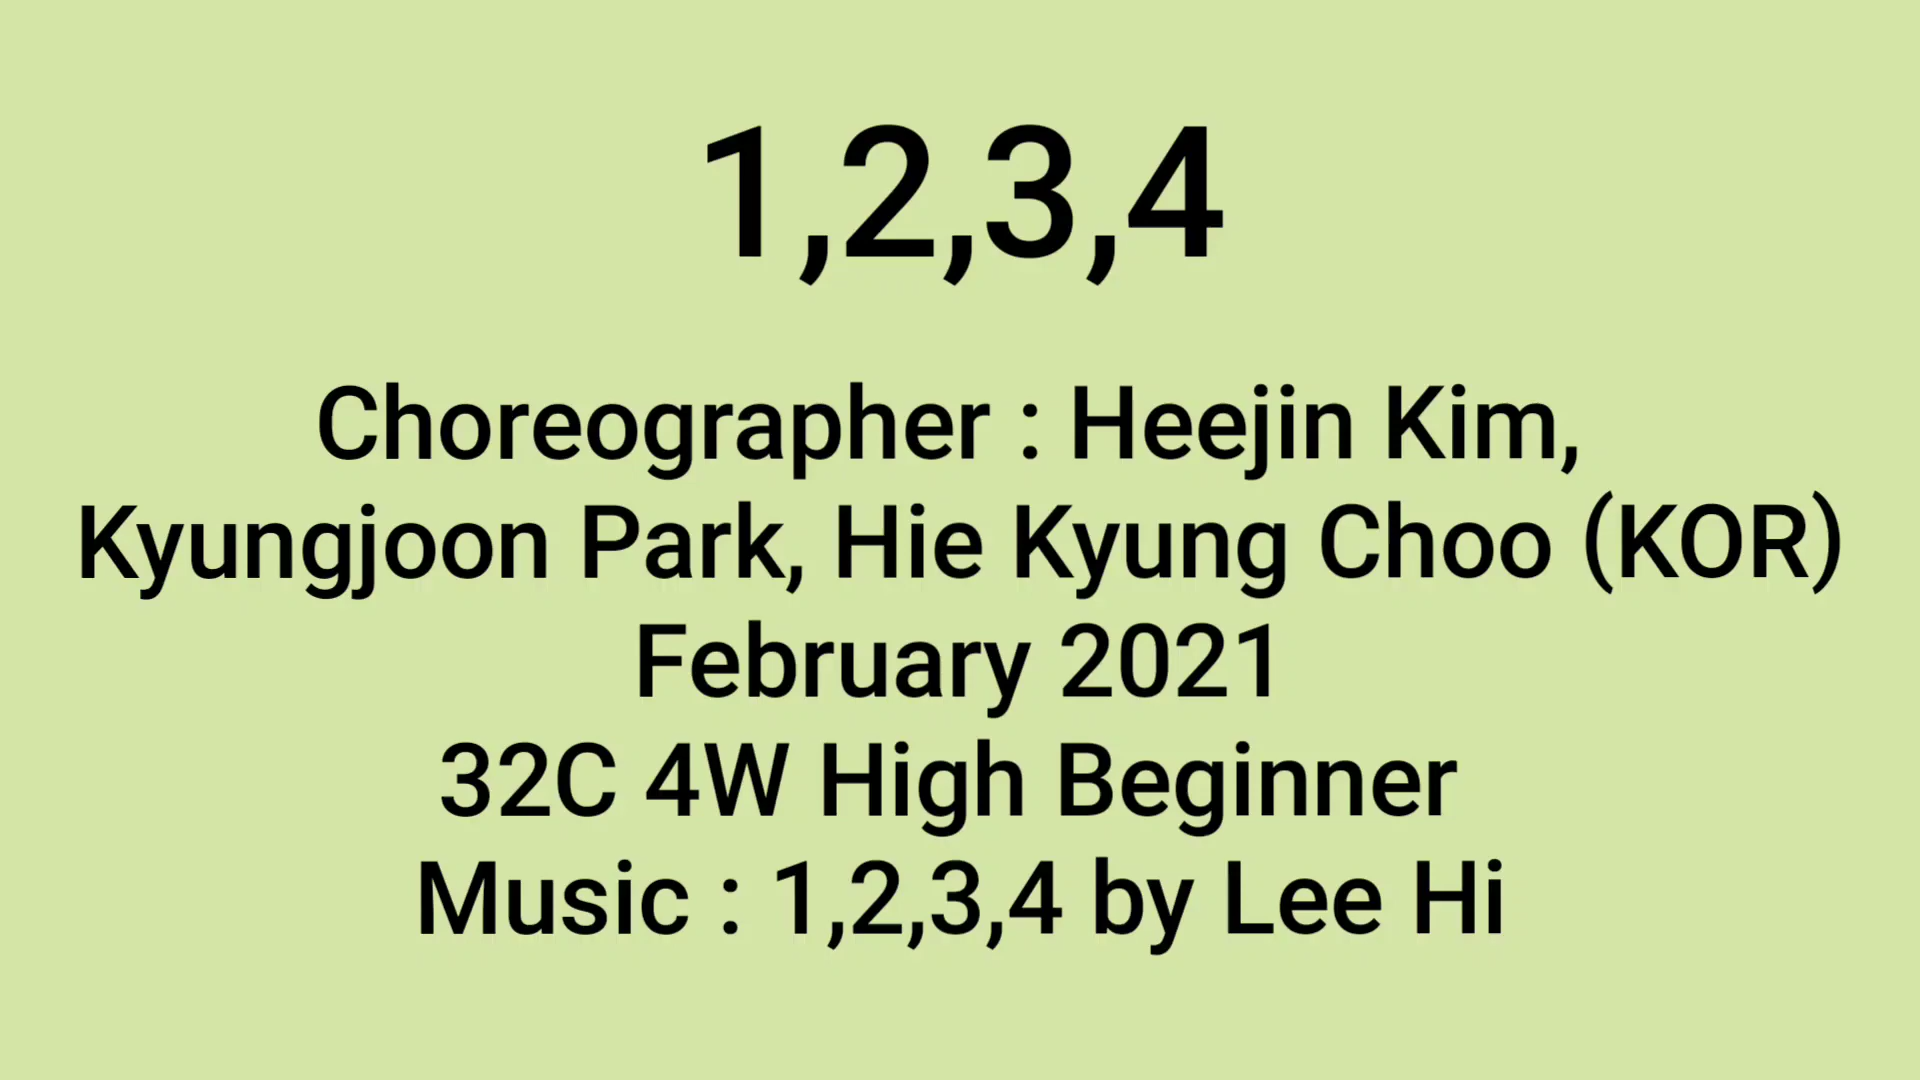 1,2,3,4
Choreographer : Heejin Kim,
Kyungjoon Park, Hie Kyung Choo (KOR)
February 2021
32C 4W High Beginner
Music : 1,2,3,4 by Lee Hi